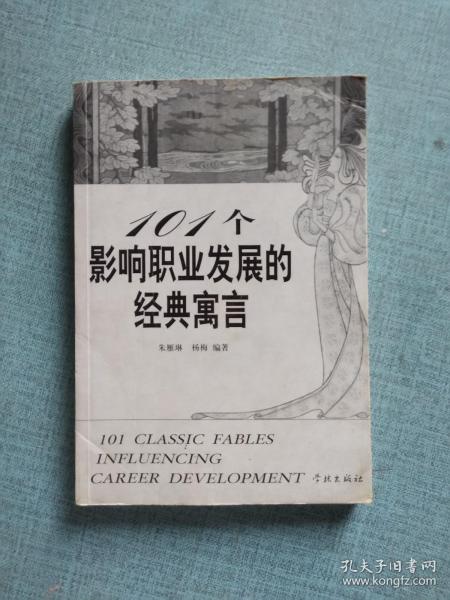 101个
影响职业发展的
经典寓言
朱雁琳 杨梅 编著
101 CLASSIC FABLES
INFLUENCING
CAREER DEVELOPMENT
学林出版社
孔夫子旧书网
www.kongfz.com